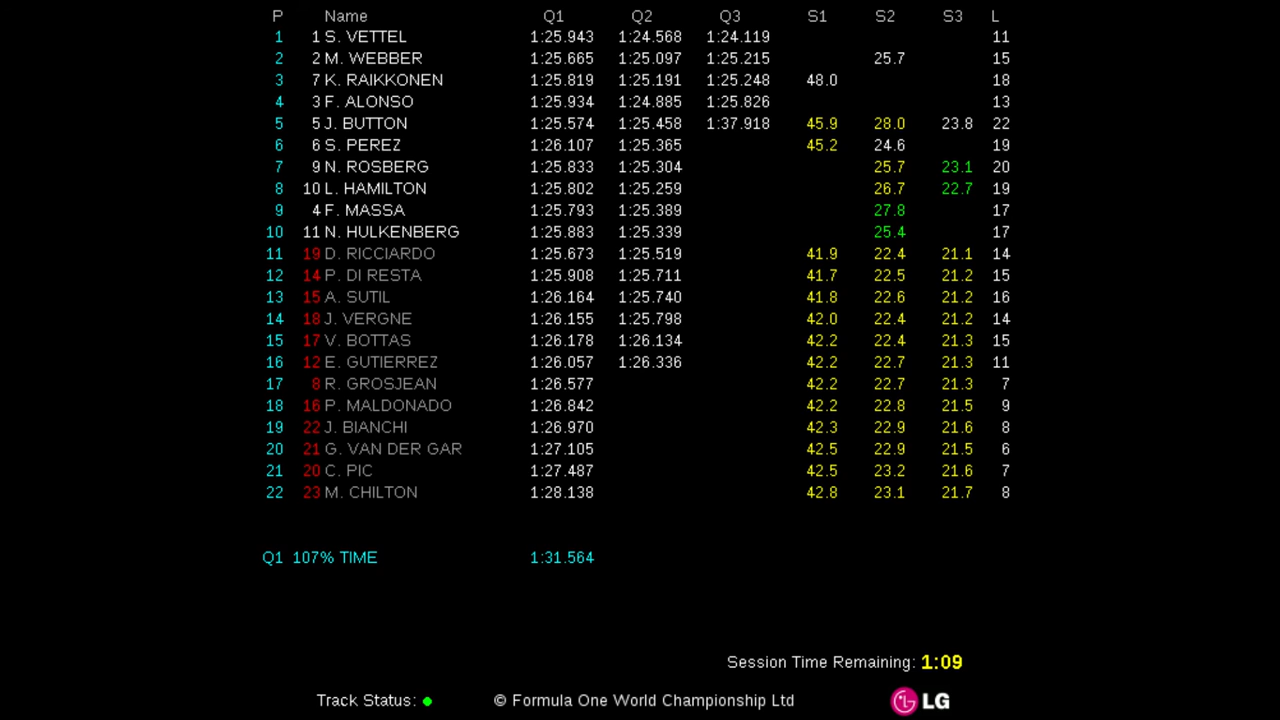 P Name Q1 Q2 Q3 S1 S2 S3 L
1 1 S. VETTEL 1:25.943 1:24.568 1:24.119 11
2 2 M. WEBBER 1:25.665 1:25.097 1:25.215 25.7 15
3 7 K. RAIKKONEN 1:25.819 1:25.191 1:25.248 48.0 18
4 3 F. ALONSO 1:25.934 1:24.885 1:25.826 13
5 5 J. BUTTON 1:25.574 1:25.458 1:37.918 45.9 28.0 23.8 22
6 6 S. PEREZ 1:26.107 1:25.365 45.2 24.6 19
7 9 N. ROSBERG 1:25.833 1:25.304 25.7 23.1 20
8 10 L. HAMILTON 1:25.802 1:25.259 26.7 22.7 19
9 4 F. MASSA 1:25.793 1:25.389 27.8 17
10 11 N. HULKENBERG 1:25.883 1:25.339 25.4 17
11 19 D. RICCIARDO 1:25.673 1:25.519 41.9 22.4 21.1 14
12 14 P. DI RESTA 1:25.908 1:25.711 41.7 22.5 21.2 15
13 15 A. SUTIL 1:26.164 1:25.740 41.8 22.6 21.2 16
14 18 J. VERGNE 1:26.155 1:25.798 42.0 22.4 21.2 14
15 17 V. BOTTAS 1:26.178 1:26.134 42.2 22.4 21.3 15
16 12 E. GUTIERREZ 1:26.057 1:26.336 42.2 22.7 21.3 11
17 8 R. GROSJEAN 1:26.577 42.2 22.7 21.3 7
18 16 P. MALDONADO 1:26.842 42.2 22.8 21.5 9
19 22 J. BIANCHI 1:26.970 42.3 22.9 21.6 8
20 21 G. VAN DER GAR 1:27.105 42.5 22.9 21.5 6
21 20 C. PIC 1:27.487 42.5 23.2 21.6 7
22 23 M. CHILTON 1:28.138 42.8 23.1 21.7 8
Q1 107% TIME 1:31.564
Session Time Remaining: 1:09
Track Status: © Formula One World Championship Ltd LG